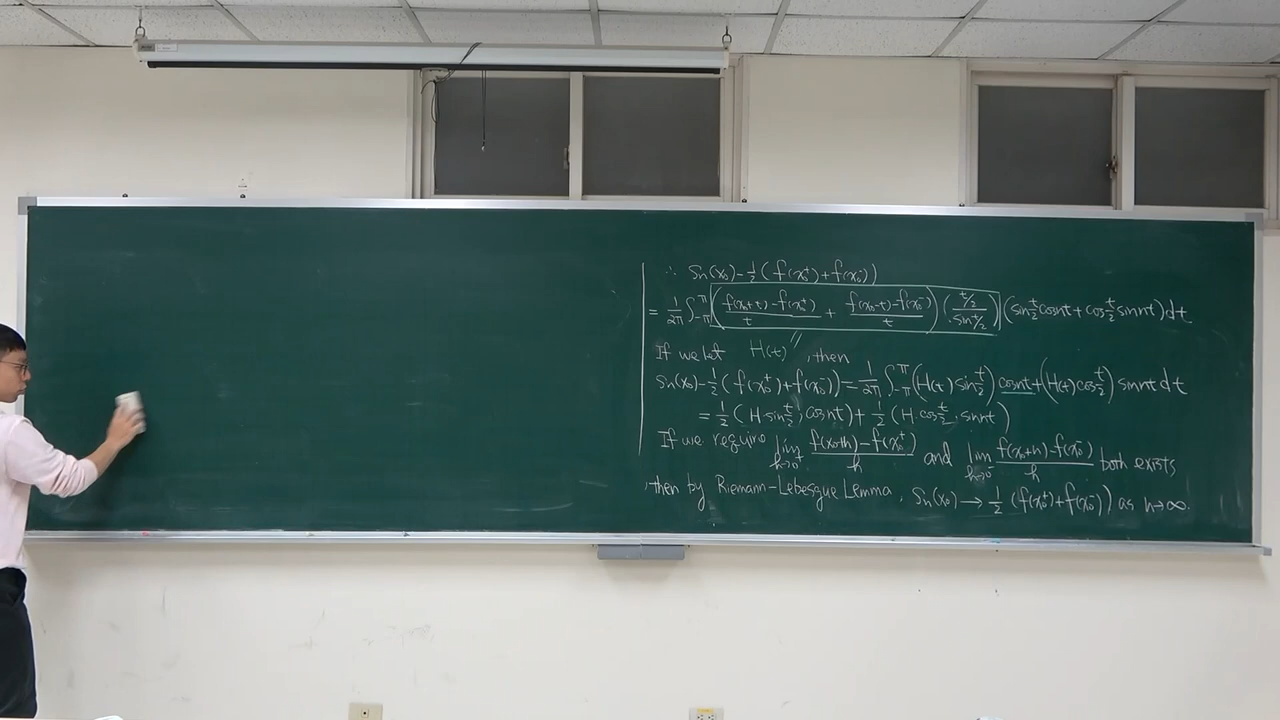 ∴ Sn(x₀)-½(f(x₀⁺)+f(x₀⁻))
= 1/2π ∫_{-π}^{π} ( (f(x₀+t)-f(x₀⁺))/t + (f(x₀-t)-f(x₀⁻))/t ) ( (t/2)/(sin t/2) ) (sin t/2 cos nt + cos t/2 sin nt) dt
If we let H(t) ", then
Sn(x₀)-½(f(x₀⁺)+f(x₀⁻)) = 1/2π ∫_{-π}^{π} (H(t) sin t/2) cos nt + (H(t) cos t/2) sin nt dt
= ½ (H·sin t/2, cos nt) + ½ (H cos t/2, sin nt)
If we require lim_{h→0⁺} (f(x₀+h)-f(x₀⁺))/h and lim_{h→0⁻} (f(x₀+h)-f(x₀⁻))/h both exists
, then by Riemann-Lebesgue Lemma, Sn(x₀) → ½ (f(x₀⁺)+f(x₀⁻)) as n→∞.